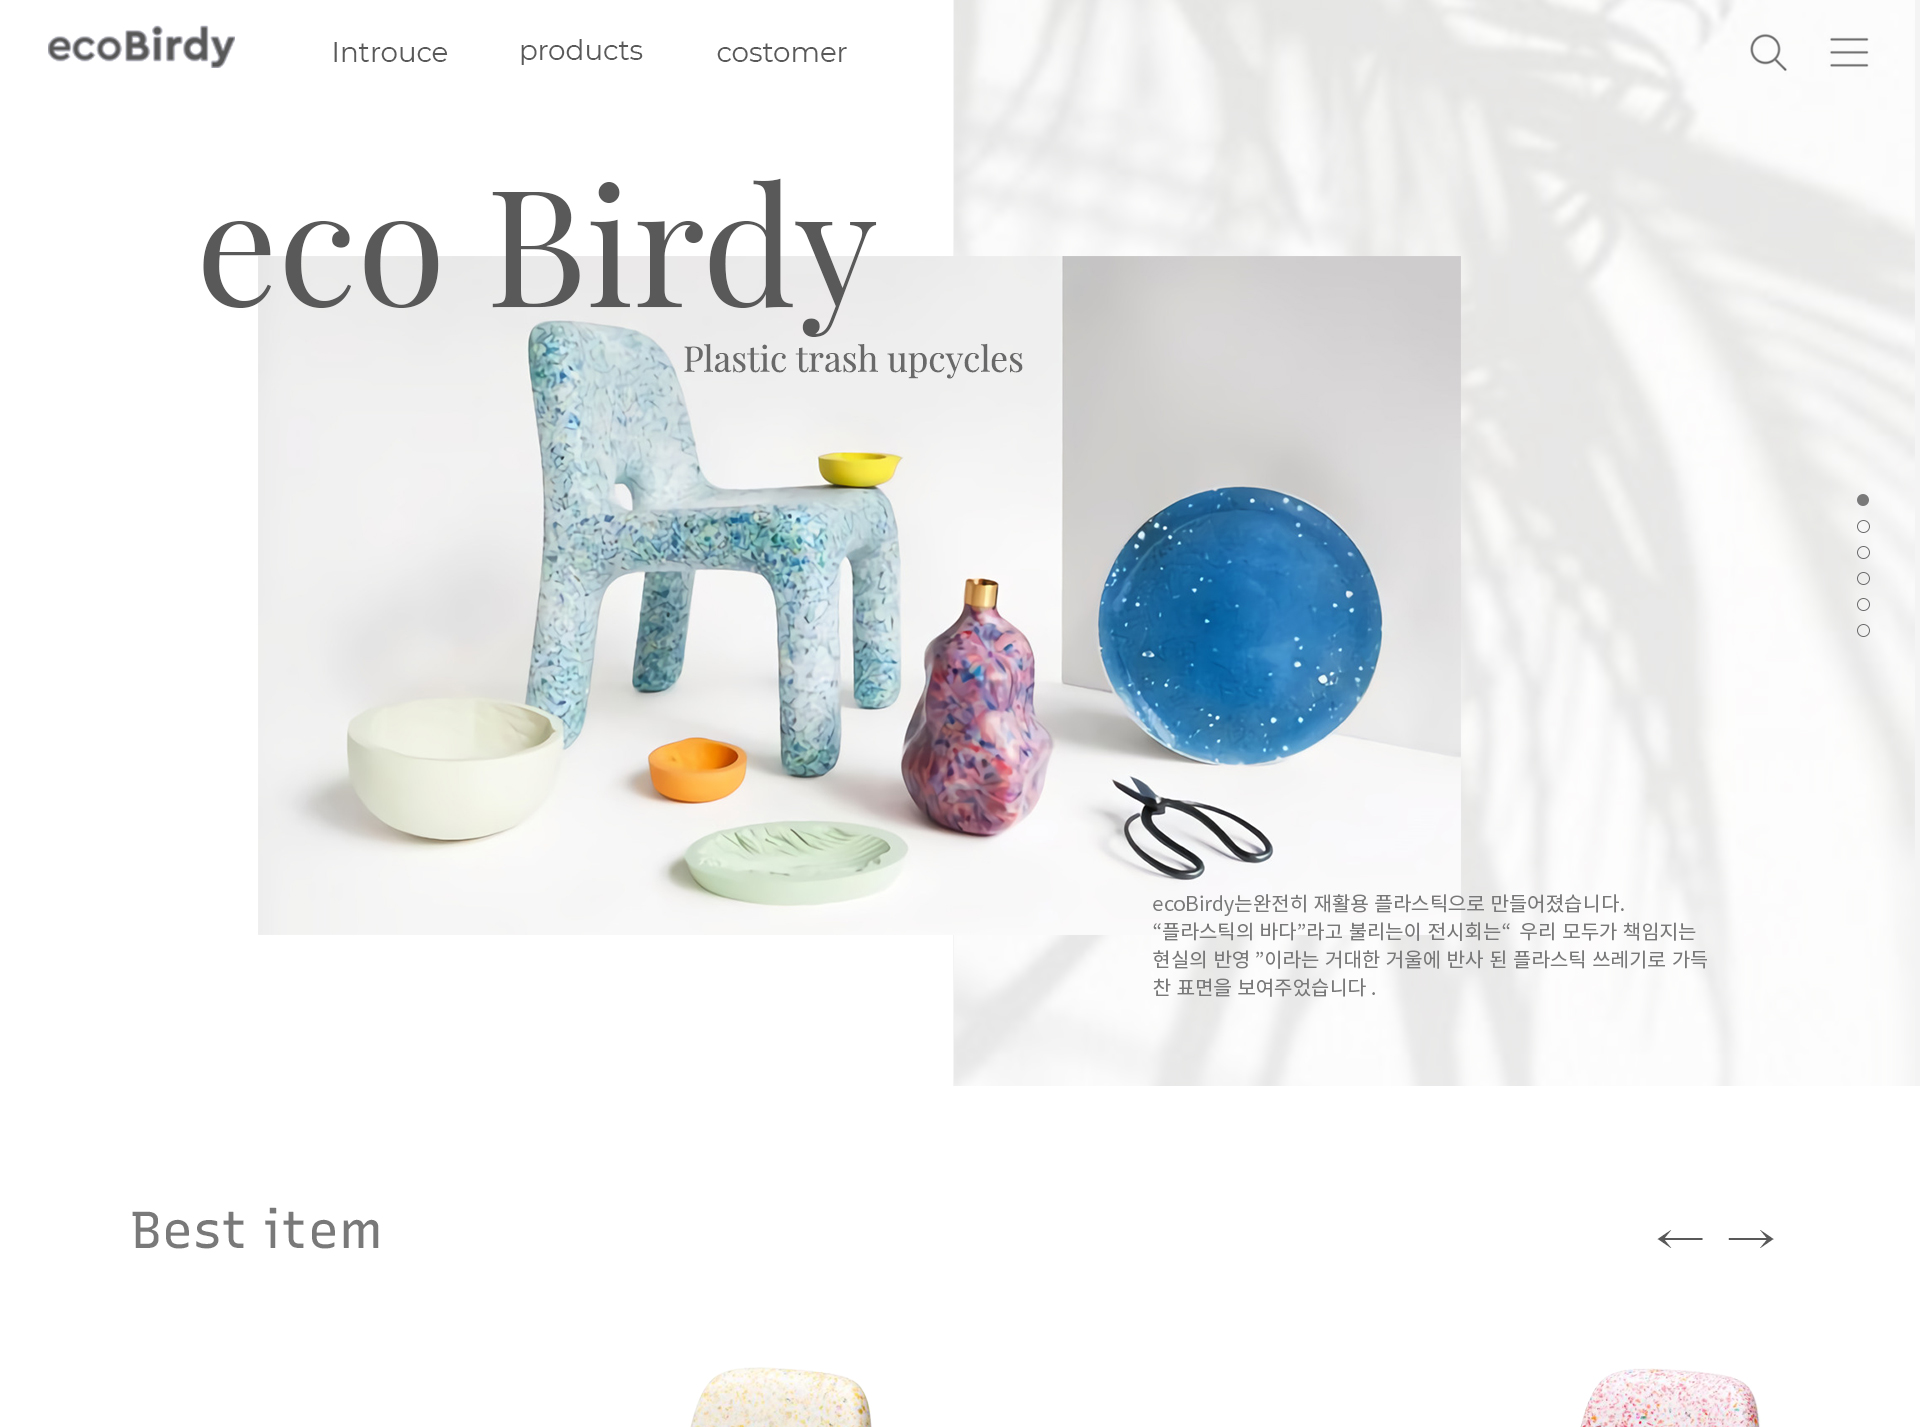 ecoBirdy
Introuce
products
costomer
eco Birdy
Plastic trash upcycles
ecoBirdy는완전히 재활용 플라스틱으로 만들어졌습니다.
“플라스틱의 바다”라고 불리는이 전시회는“ 우리 모두가 책임지는
현실의 반영 ”이라는 거대한 거울에 반사 된 플라스틱 쓰레기로 가득
찬 표면을 보여주었습니다 .
Best item